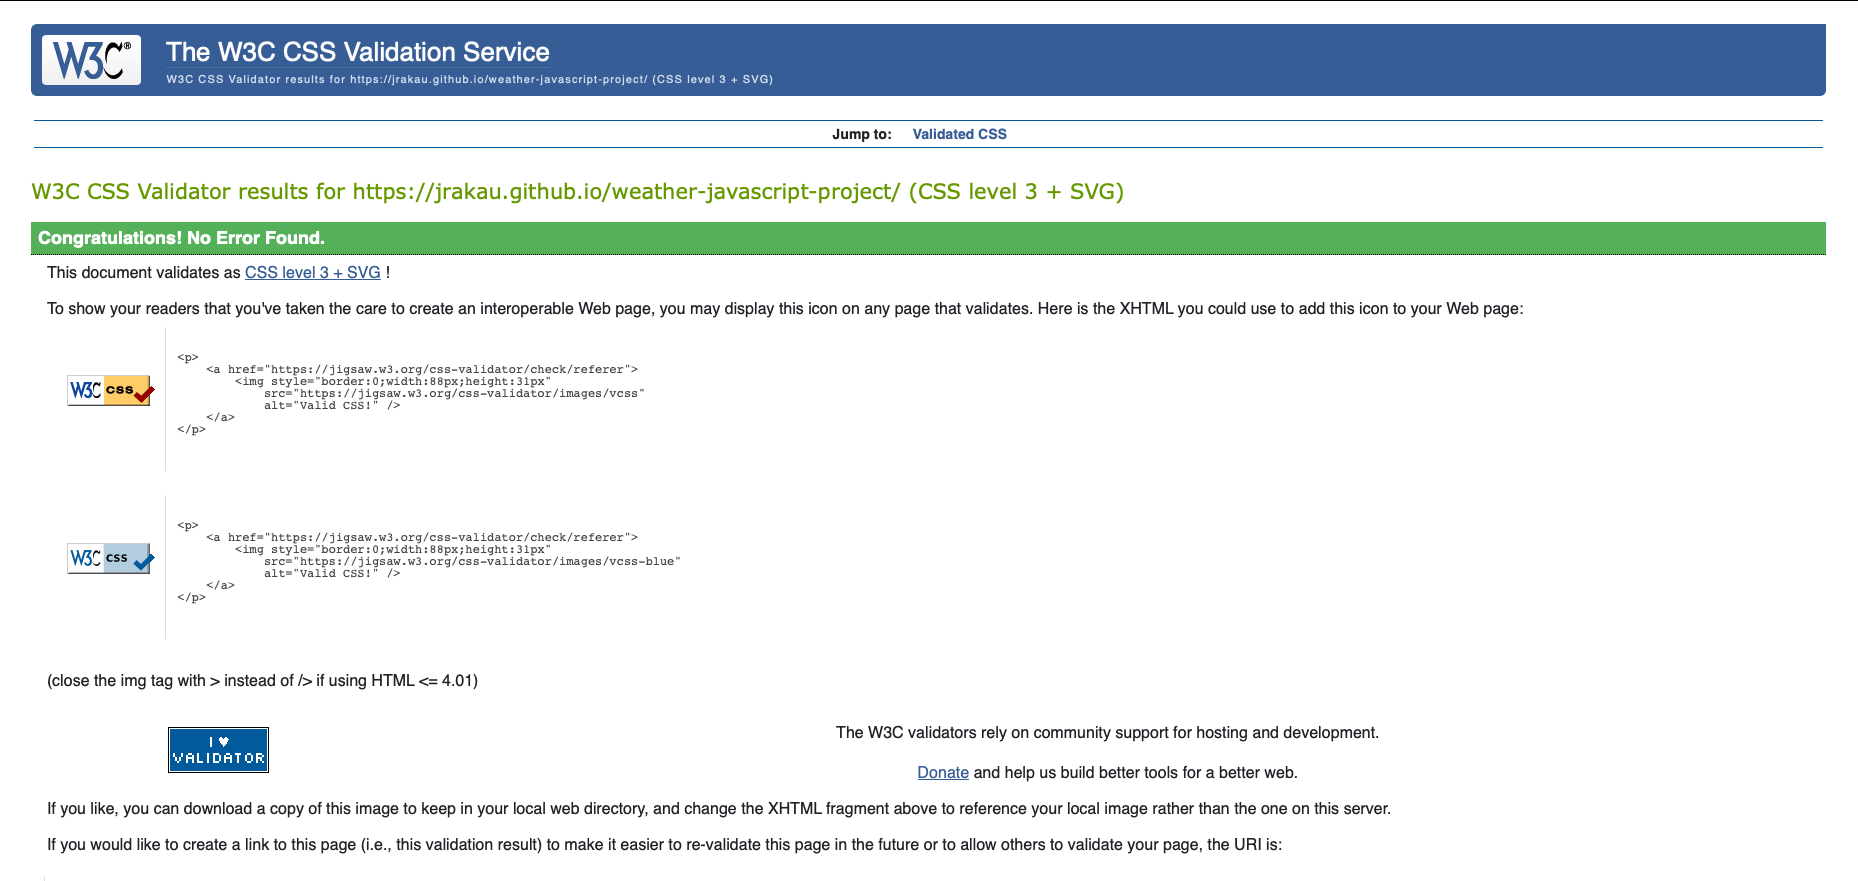 W3C®
The W3C CSS Validation Service
W3C CSS Validator results for https://jrakau.github.io/weather-javascript-project/ (CSS level 3 + SVG)
Jump to: Validated CSS
W3C CSS Validator results for https://jrakau.github.io/weather-javascript-project/ (CSS level 3 + SVG)
Congratulations! No Error Found.
This document validates as CSS level 3 + SVG !
To show your readers that you've taken the care to create an interoperable Web page, you may display this icon on any page that validates. Here is the XHTML you could use to add this icon to your Web page:
W3C css
<p>
<a href="https://jigsaw.w3.org/css-validator/check/referer">
<img style="border:0;width:88px;height:31px"
src="https://jigsaw.w3.org/css-validator/images/vcss"
alt="Valid CSS!" />
</a>
</p>
W3C css
<p>
<a href="https://jigsaw.w3.org/css-validator/check/referer">
<img style="border:0;width:88px;height:31px"
src="https://jigsaw.w3.org/css-validator/images/vcss-blue"
alt="Valid CSS!" />
</a>
</p>
(close the img tag with > instead of /> if using HTML <= 4.01)
I ♥
VALIDATOR
The W3C validators rely on community support for hosting and development.
Donate and help us build better tools for a better web.
If you like, you can download a copy of this image to keep in your local web directory, and change the XHTML fragment above to reference your local image rather than the one on this server.
If you would like to create a link to this page (i.e., this validation result) to make it easier to re-validate this page in the future or to allow others to validate your page, the URI is: